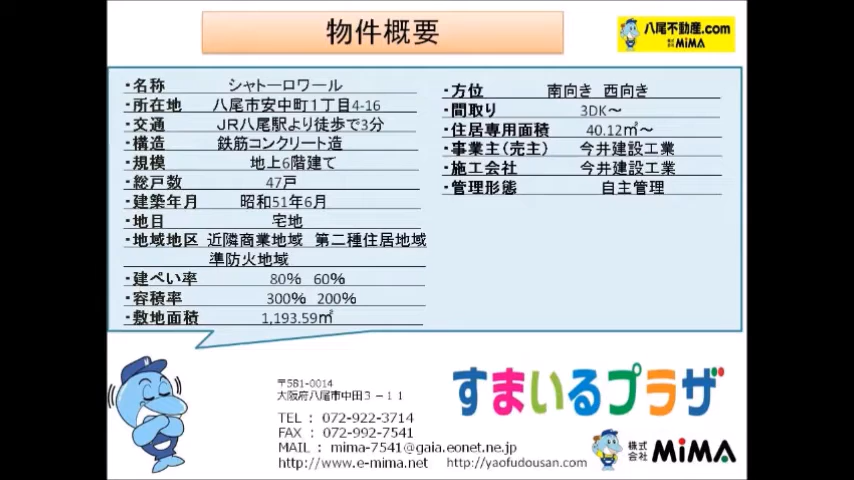 物件概要
八尾不動産.com
株式会社 MiMA
・名称 シャトーロワール
・所在地 八尾市安中町1丁目4-16
・交通 JR八尾駅より徒歩で3分
・構造 鉄筋コンクリート造
・規模 地上6階建て
・総戸数 47戸
・建築年月 昭和51年6月
・地目 宅地
・地域地区 近隣商業地域 第二種住居地域
準防火地域
・建ぺい率 80% 60%
・容積率 300% 200%
・敷地面積 1,193.59㎡
・方位 南向き 西向き
・間取り 3DK～
・住居専用面積 40.12㎡～
・事業主(売主) 今井建設工業
・施工会社 今井建設工業
・管理形態 自主管理
〒581-0014
大阪府八尾市中田3－11
TEL : 072-922-3714
FAX : 072-992-7541
MAIL : mima-7541@gaia.eonet.ne.jp
http://www.e-mima.net http://yaofudousan.com
すまいるプラザ
株式会社 MiMA